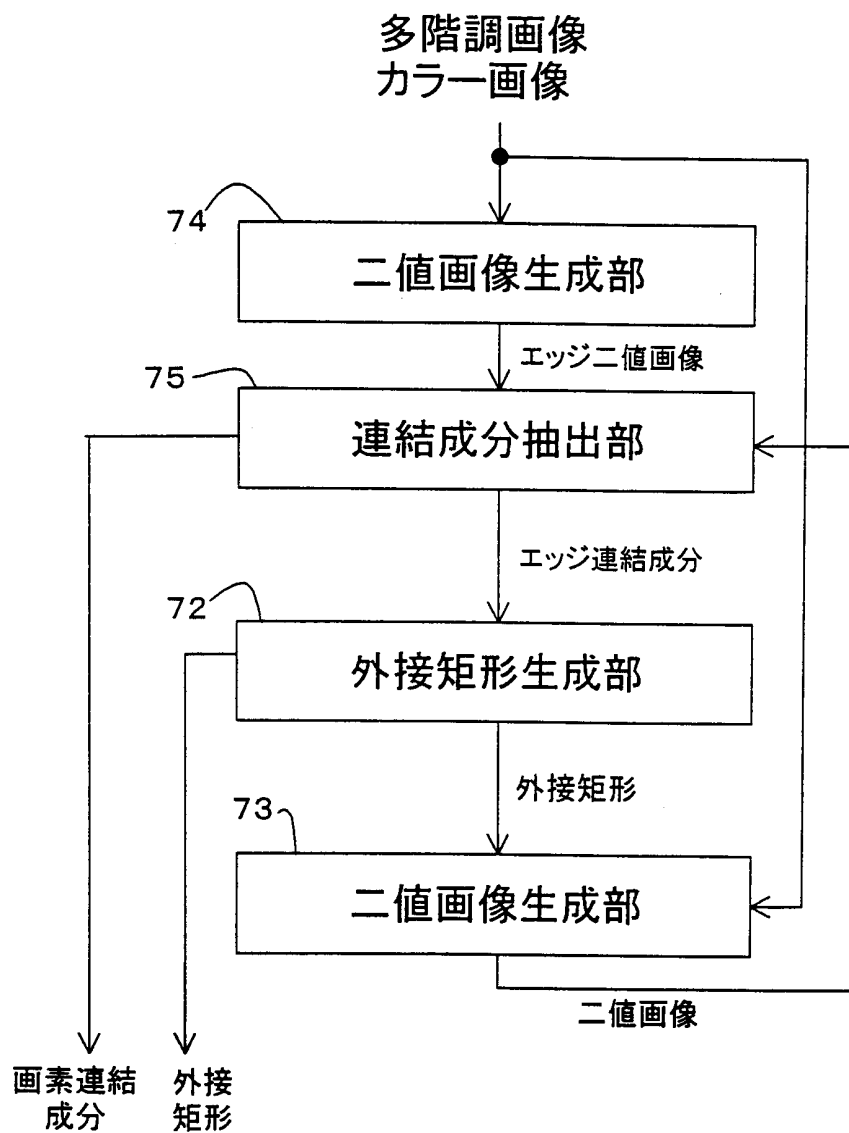 多階調画像
カラー画像
74
二値画像生成部
エッジ二値画像
75
連結成分抽出部
エッジ連結成分
72
外接矩形生成部
外接矩形
73
二値画像生成部
二値画像
画素連結
成分
外接
矩形